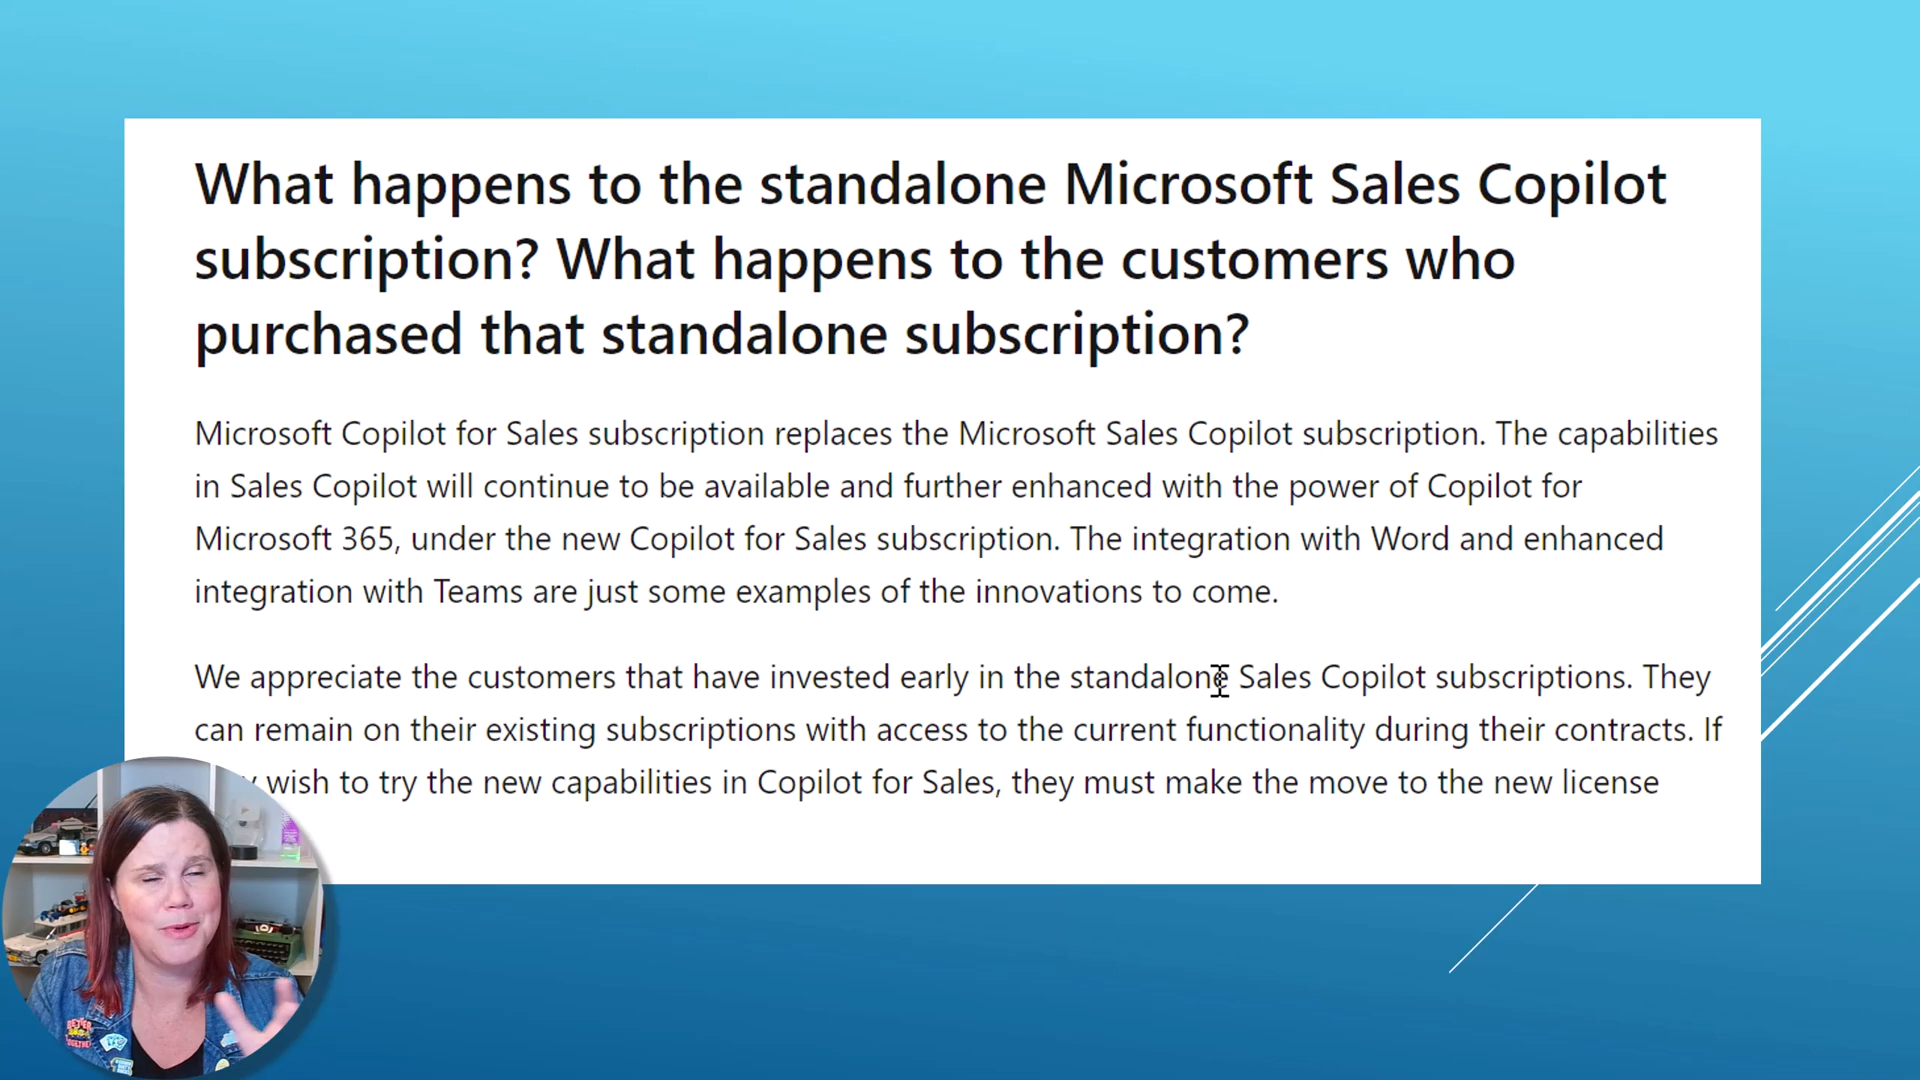 What happens to the standalone Microsoft Sales Copilot
subscription? What happens to the customers who
purchased that standalone subscription?
Microsoft Copilot for Sales subscription replaces the Microsoft Sales Copilot subscription. The capabilities
in Sales Copilot will continue to be available and further enhanced with the power of Copilot for
Microsoft 365, under the new Copilot for Sales subscription. The integration with Word and enhanced
integration with Teams are just some examples of the innovations to come.
We appreciate the customers that have invested early in the standalone Sales Copilot subscriptions. They
can remain on their existing subscriptions with access to the current functionality during their contracts. If
wish to try the new capabilities in Copilot for Sales, they must make the move to the new license
BETTER
TOGETHER